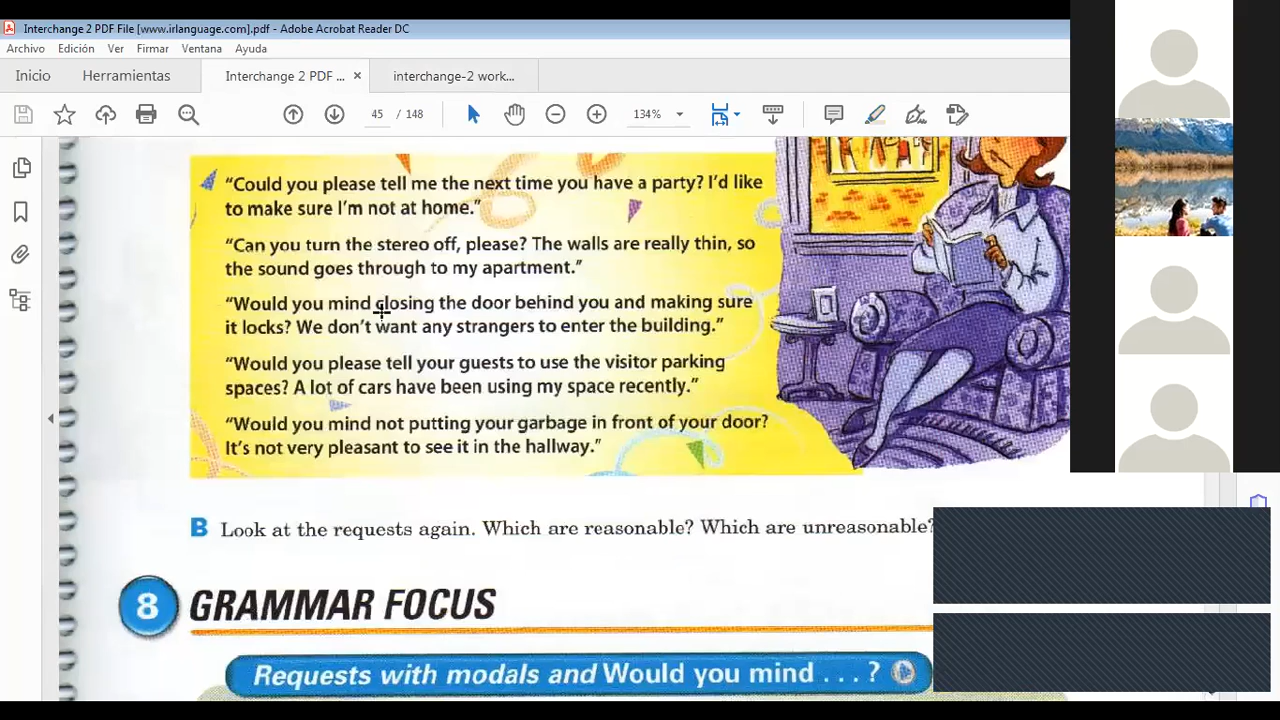 Interchange 2 PDF File [www.irlanguage.com].pdf - Adobe Acrobat Reader DC
Archivo Edición Ver Firmar Ventana Ayuda
Inicio Herramientas Interchange 2 PDF ... × interchange-2 work...
45 / 148 134%
“Could you please tell me the next time you have a party? I’d like
to make sure I’m not at home.”
“Can you turn the stereo off, please? The walls are really thin, so
the sound goes through to my apartment.”
“Would you mind closing the door behind you and making sure
it locks? We don’t want any strangers to enter the building.”
“Would you please tell your guests to use the visitor parking
spaces? A lot of cars have been using my space recently.”
“Would you mind not putting your garbage in front of your door?
It’s not very pleasant to see it in the hallway.”
B Look at the requests again. Which are reasonable? Which are unreasonable?
8 GRAMMAR FOCUS
Requests with modals and Would you mind . . . ?